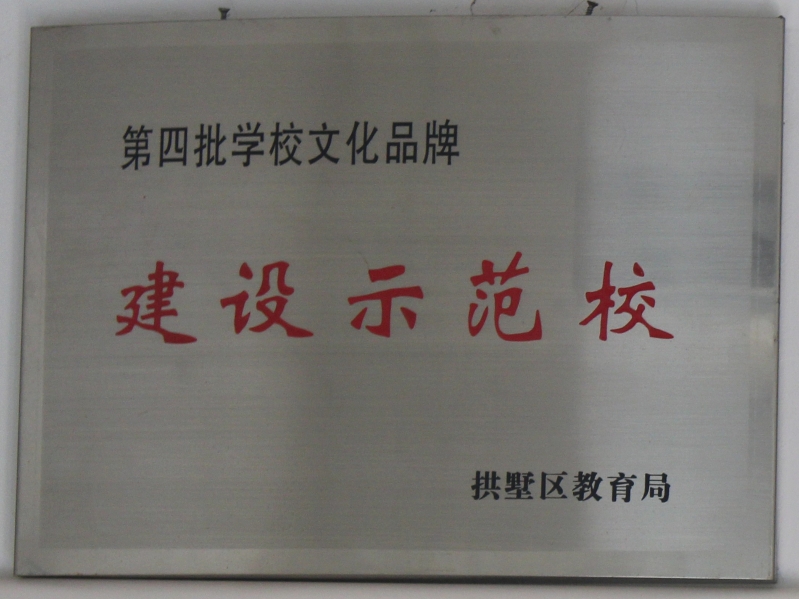 第四批学校文化品牌
建设示范校
拱墅区教育局